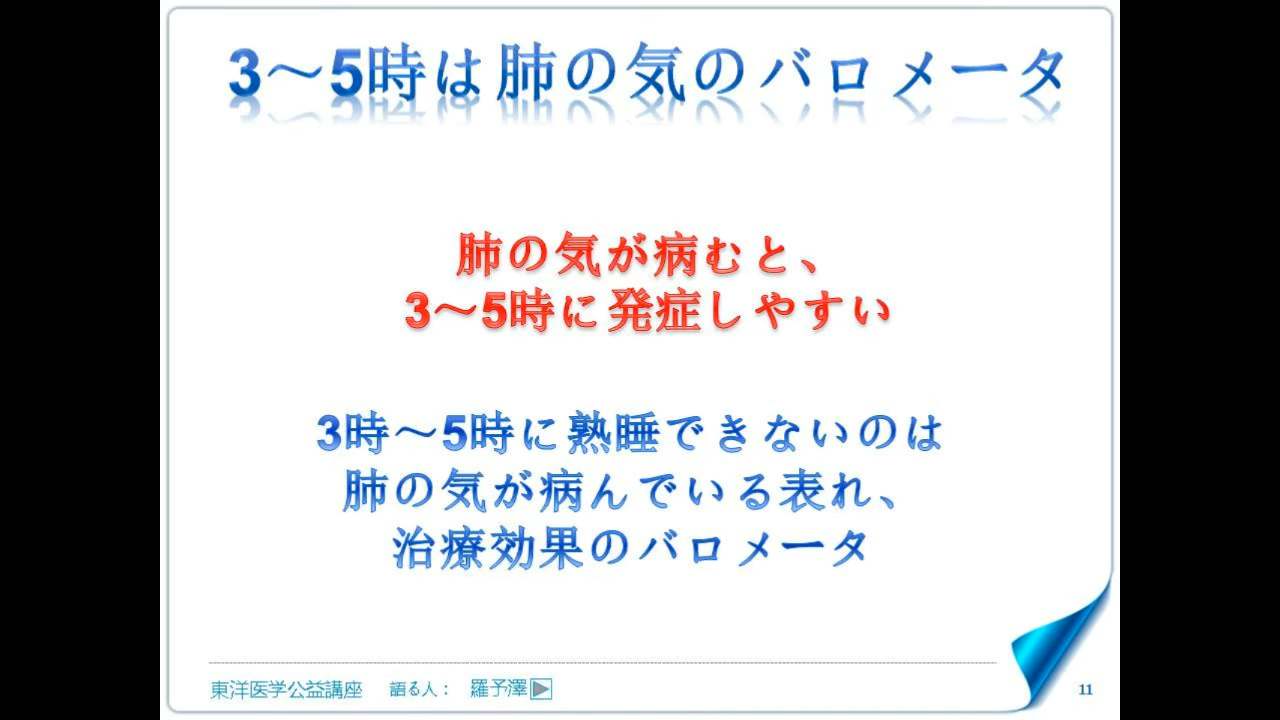 3～5時は肺の気のバロメータ
肺の気が病むと、
3～5時に発症しやすい
3時～5時に熟睡できないのは
肺の気が病んでいる表れ、
治療効果のバロメータ
東洋医学公益講座 語る人： 羅予澤
11